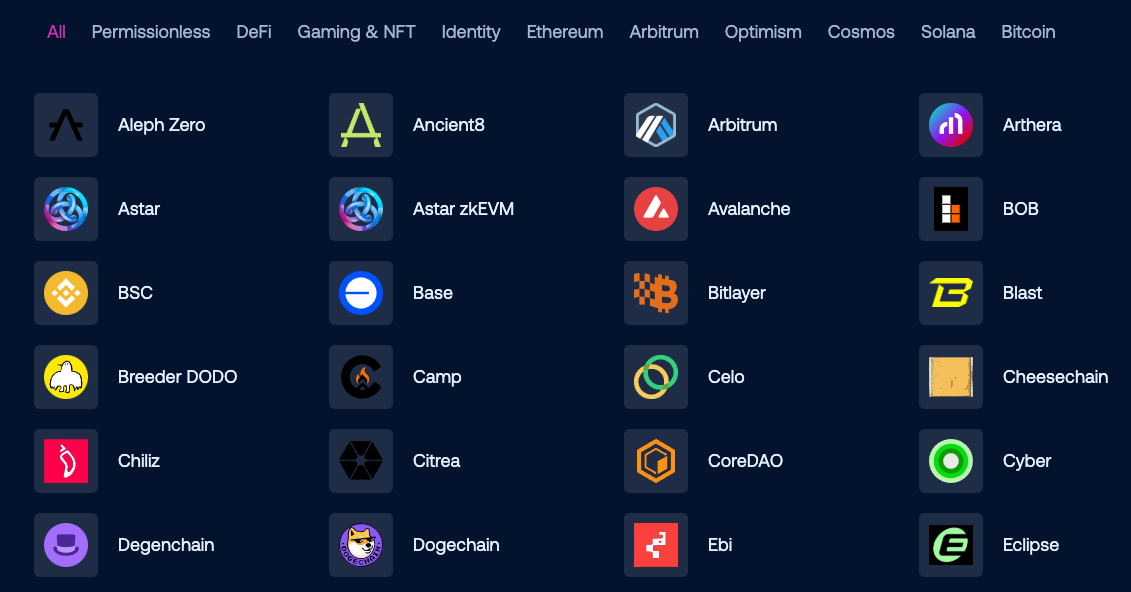 All Permissionless DeFi Gaming & NFT Identity Ethereum Arbitrum Optimism Cosmos Solana Bitcoin
Aleph Zero Ancient8 Arbitrum Arthera
Astar Astar zkEVM Avalanche BOB
BSC Base Bitlayer Blast
Breeder DODO Camp Celo Cheesechain
Chiliz Citrea CoreDAO Cyber
Degenchain Dogechain Ebi Eclipse